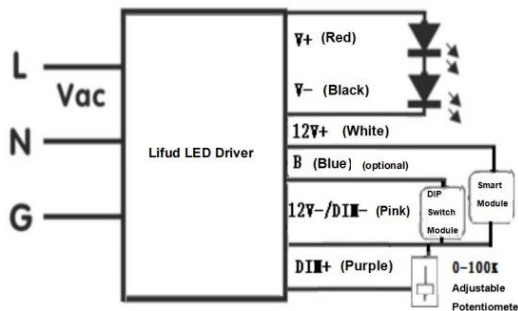 V+ (Red)
L
Vac
V- (Black)
12V+ (White)
N
Lifud LED Driver
B (Blue) (optional)
Smart
Module
DIP
Switch
Module
12V-/DIM- (Pink)
G
DIM+ (Purple)
0-100K
Adjustable
Potentiomete